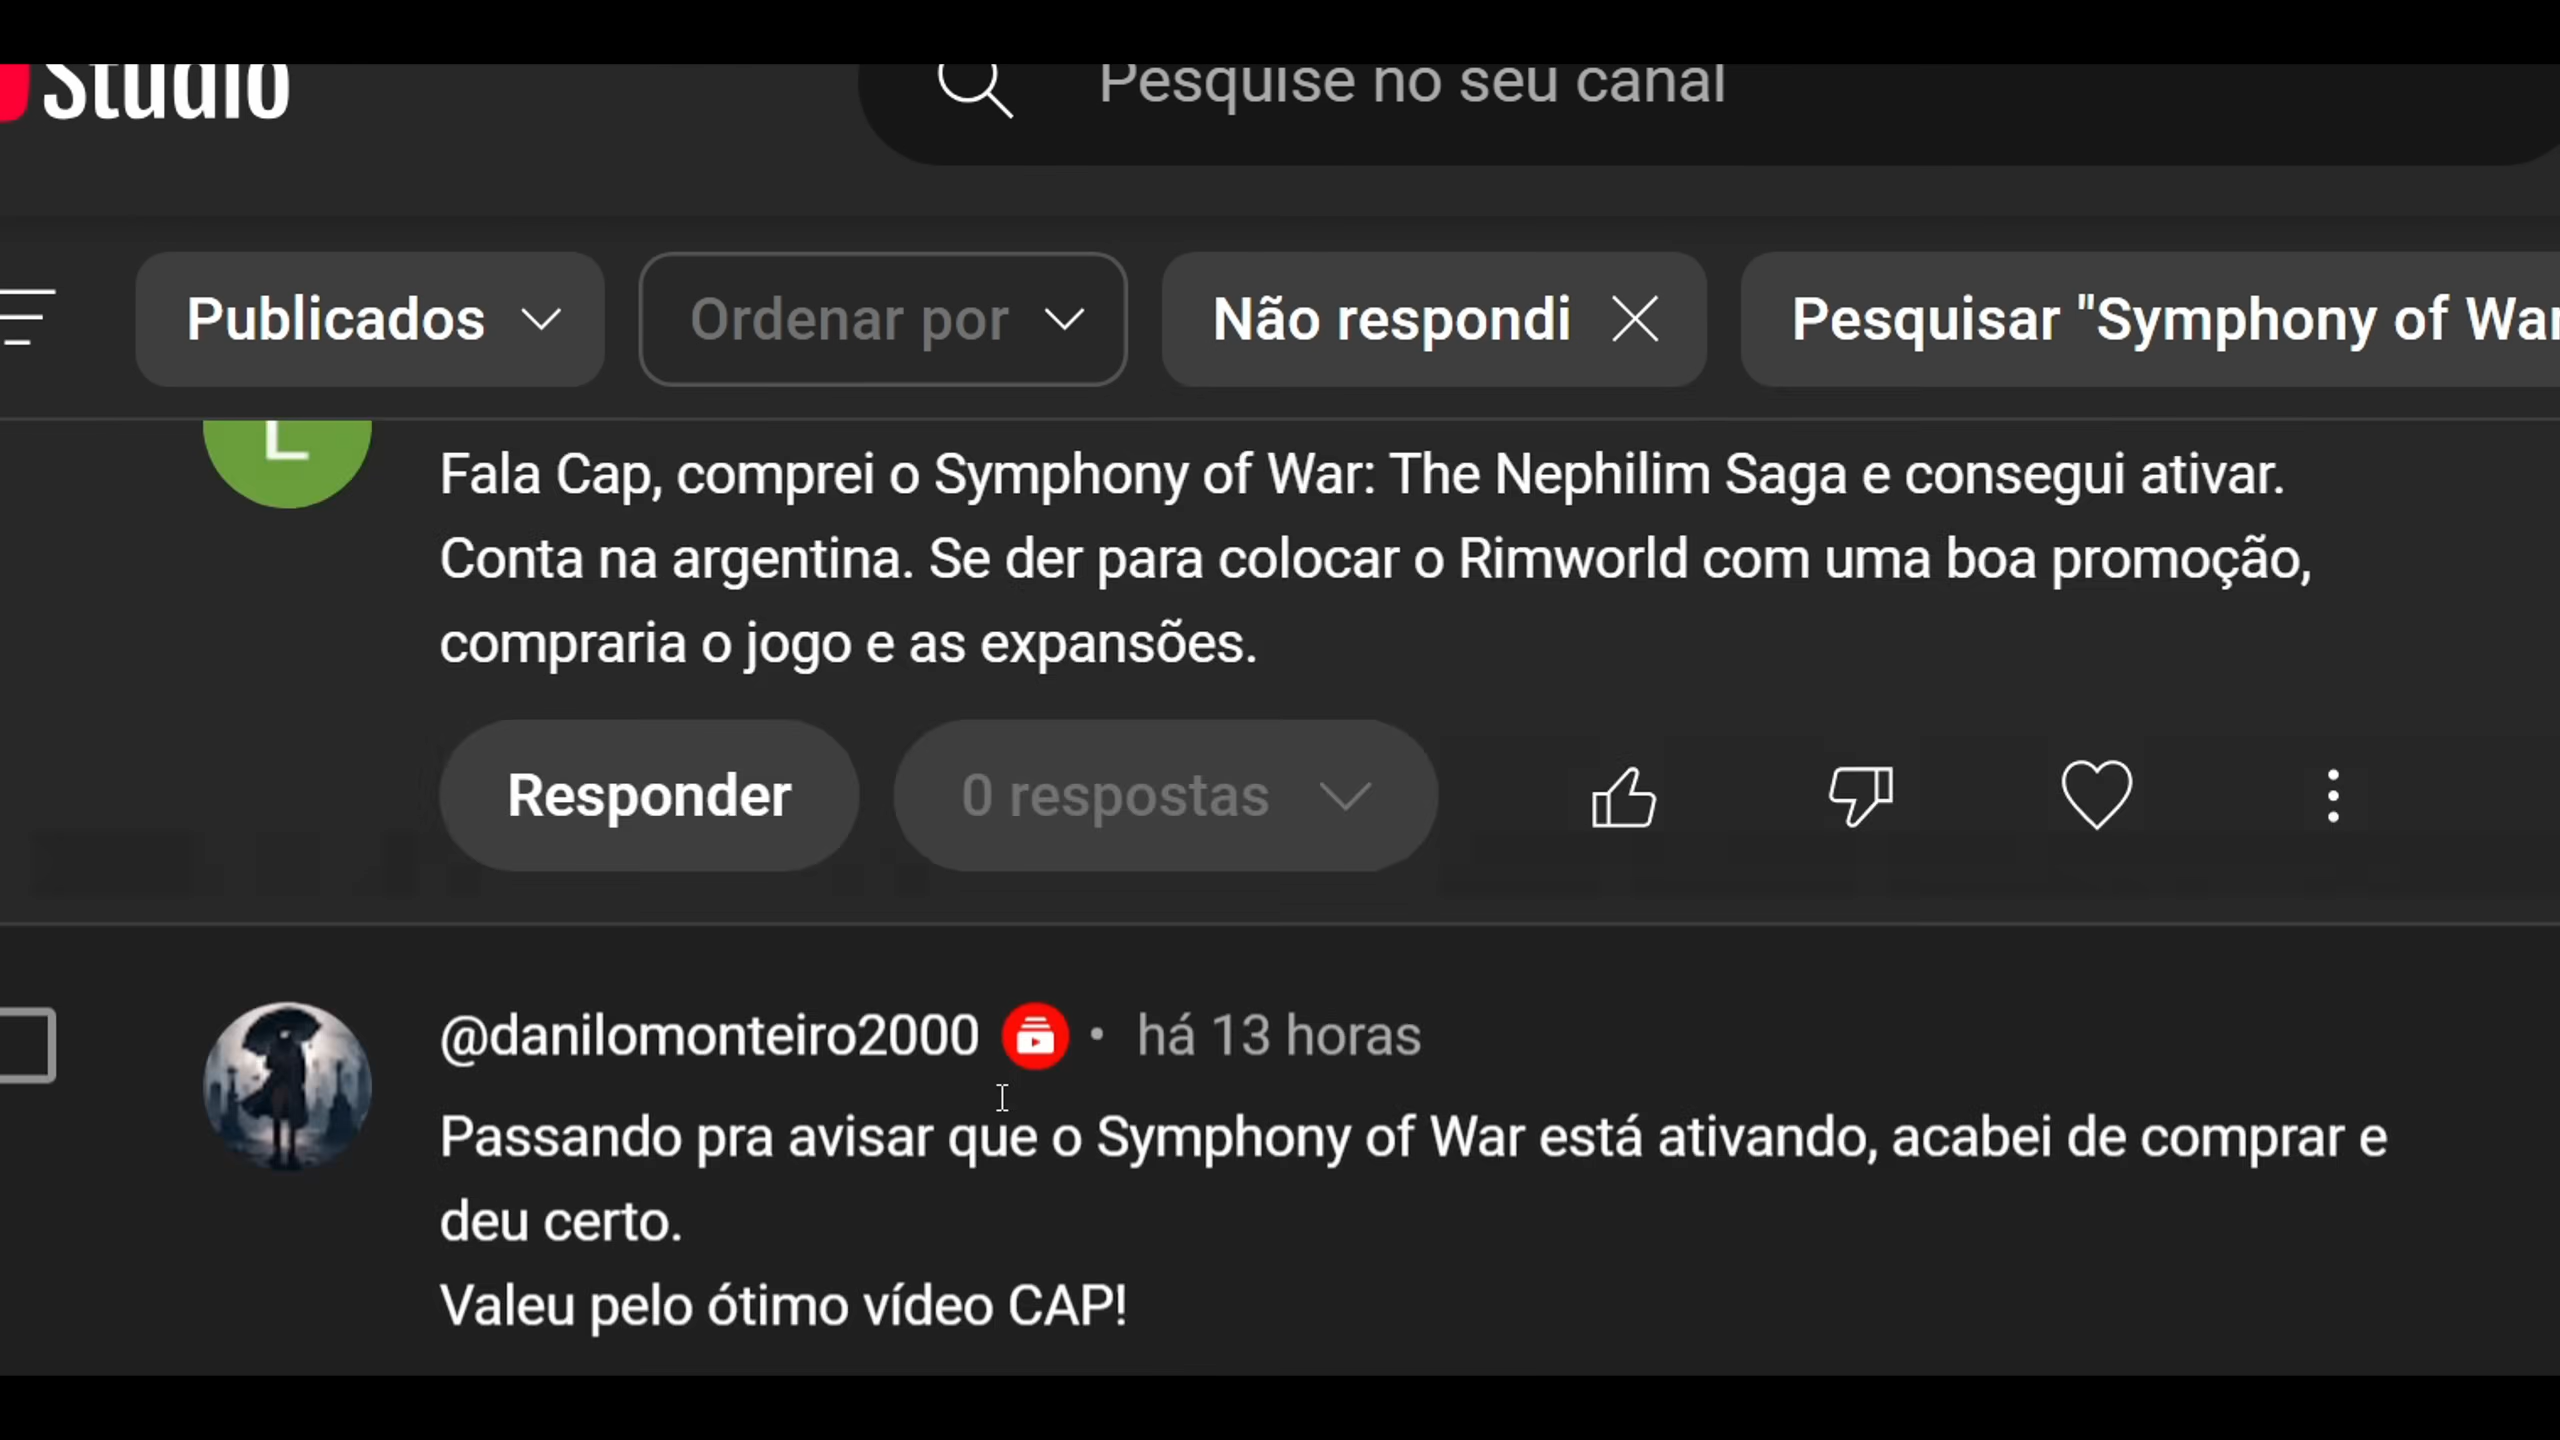 Studio
Pesquise no seu canal
Publicados
Ordenar por
Não respondi
Pesquisar "Symphony of War
L
Fala Cap, comprei o Symphony of War: The Nephilim Saga e consegui ativar.
Conta na argentina. Se der para colocar o Rimworld com uma boa promoção,
compraria o jogo e as expansões.
Responder
0 respostas
@danilomonteiro2000 • há 13 horas
Passando pra avisar que o Symphony of War está ativando, acabei de comprar e
deu certo.
Valeu pelo ótimo vídeo CAP!